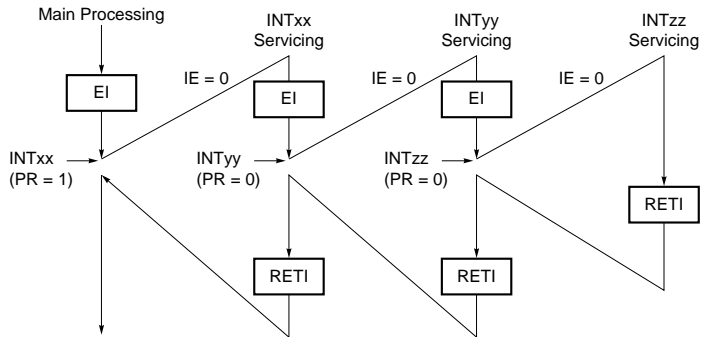 Main Processing
INTxx
Servicing
INTyy
Servicing
INTzz
Servicing
IE = 0
IE = 0
IE = 0
EI
EI
EI
INTxx
(PR = 1)
INTyy
(PR = 0)
INTzz
(PR = 0)
RETI
RETI
RETI